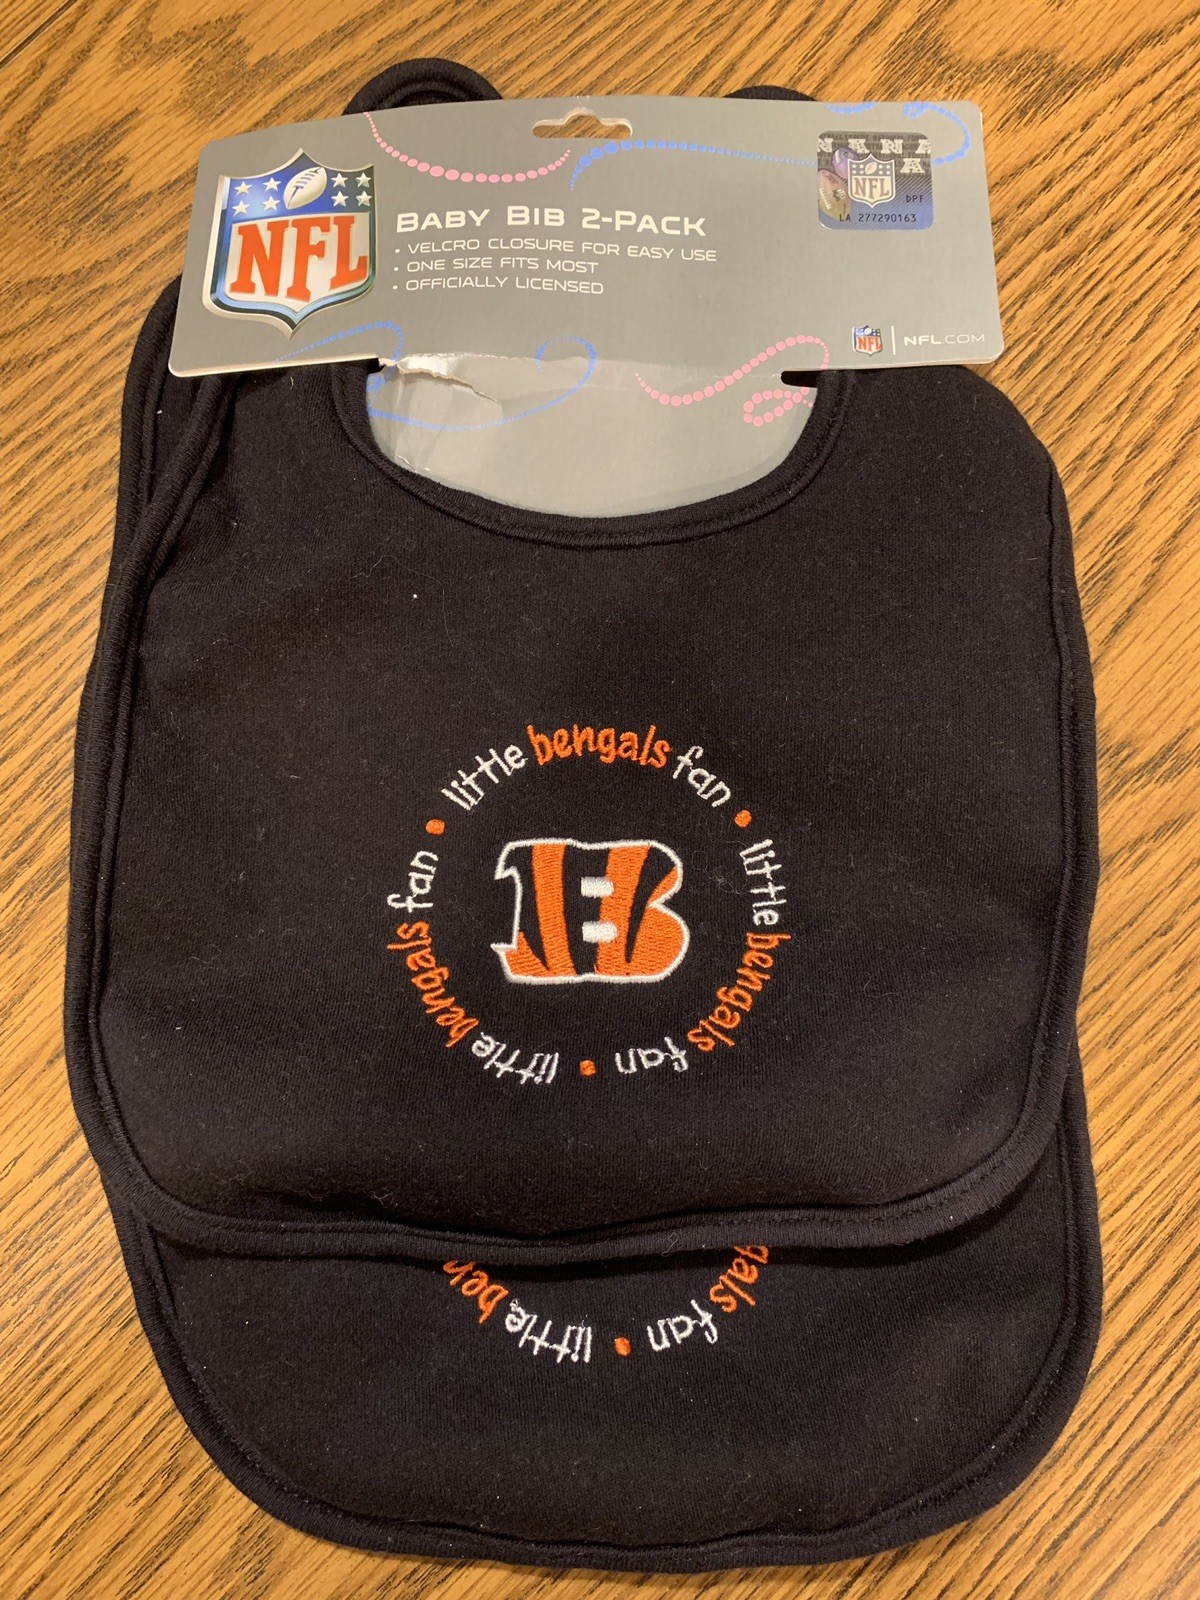 NFL
BABY BIB 2-PACK
• VELCRO CLOSURE FOR EASY USE
• ONE SIZE FITS MOST
• OFFICIALLY LICENSED
NFL
DPF
LA 277290163
NFL | NFL.COM
little bengals fan • little bengals fan • little bengals fan •
B
gals fan • little ben